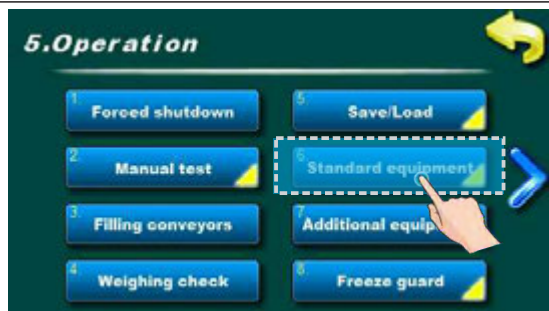 5.Operation
1. Forced shutdown
2. Manual test
3. Filling conveyors
4. Weighing check
5. Save/Load
6. Standard equipment
7. Additional
8. Freeze guard